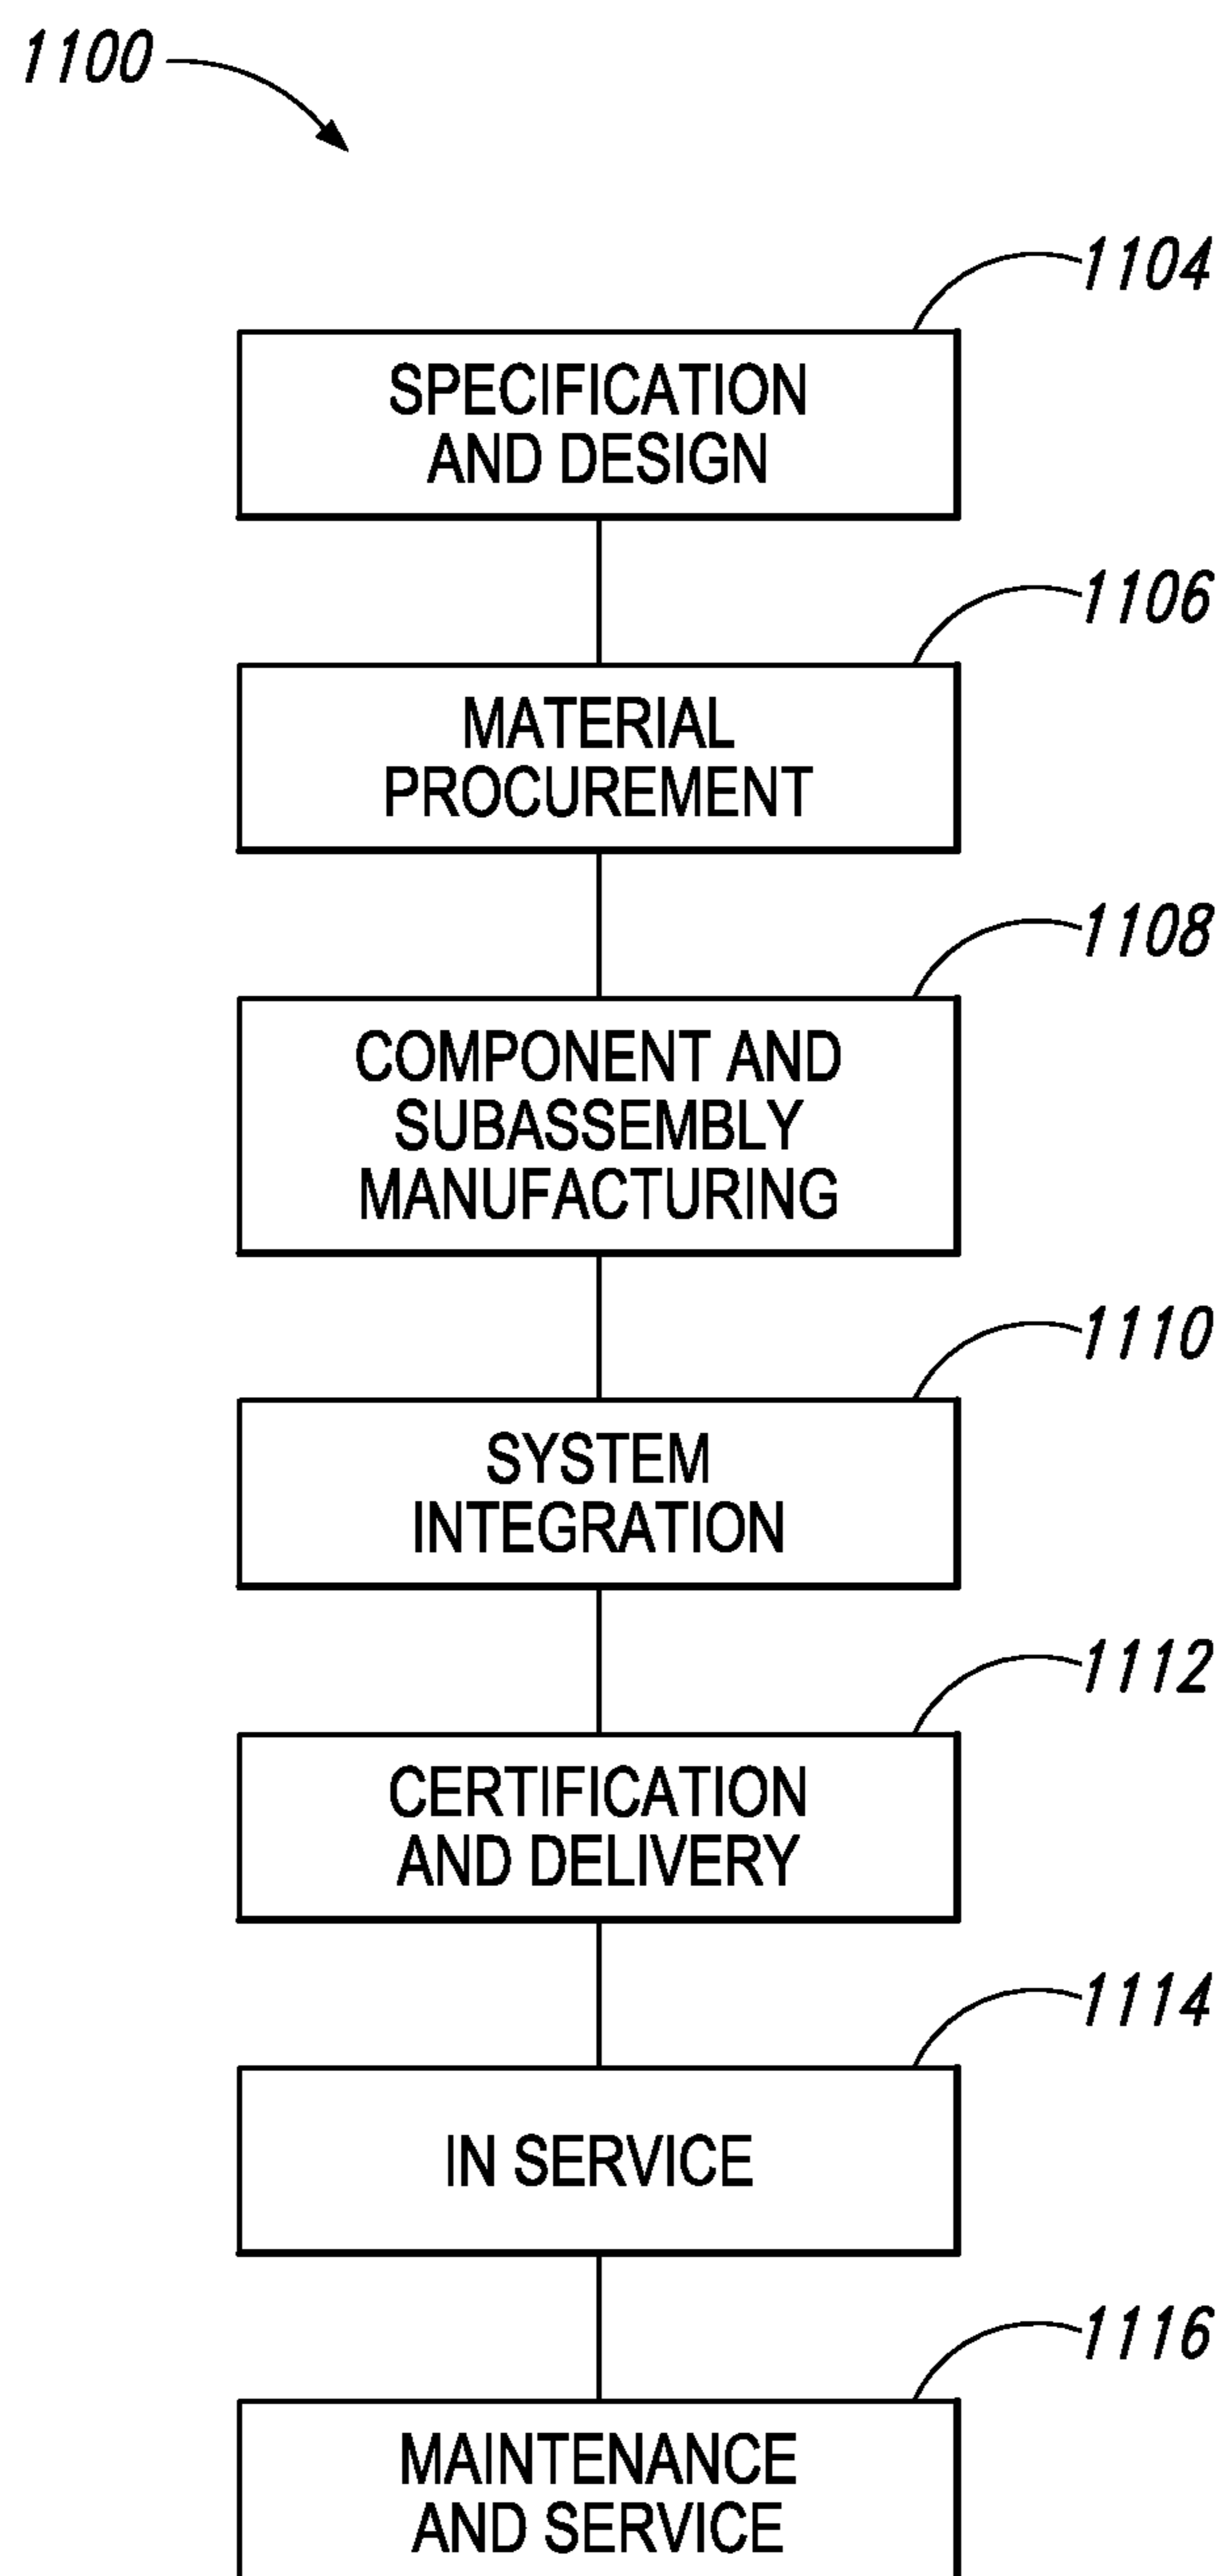 1100
1104
SPECIFICATION
AND DESIGN
1106
MATERIAL
PROCUREMENT
1108
COMPONENT AND
SUBASSEMBLY
MANUFACTURING
1110
SYSTEM
INTEGRATION
1112
CERTIFICATION
AND DELIVERY
1114
IN SERVICE
1116
MAINTENANCE
AND SERVICE